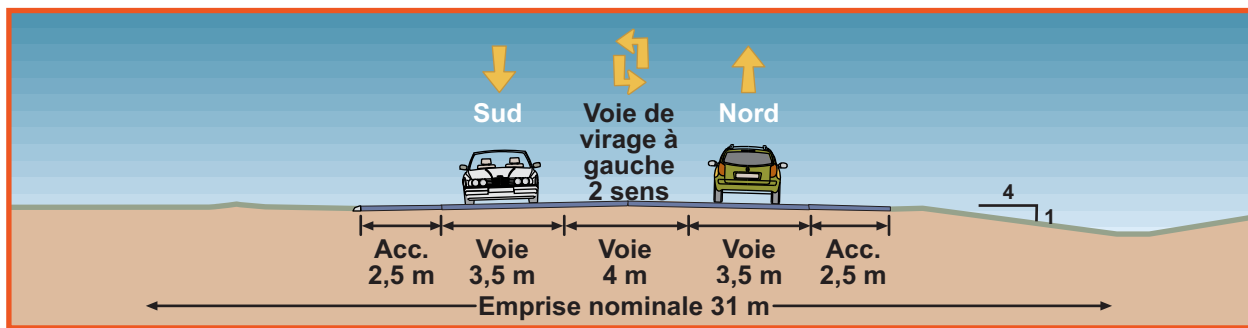 Sud
Voie de
virage à
gauche
2 sens
Nord
4
1
Acc.
2,5 m
Voie
3,5 m
Voie
4 m
Voie
3,5 m
Acc.
2,5 m
Emprise nominale 31 m